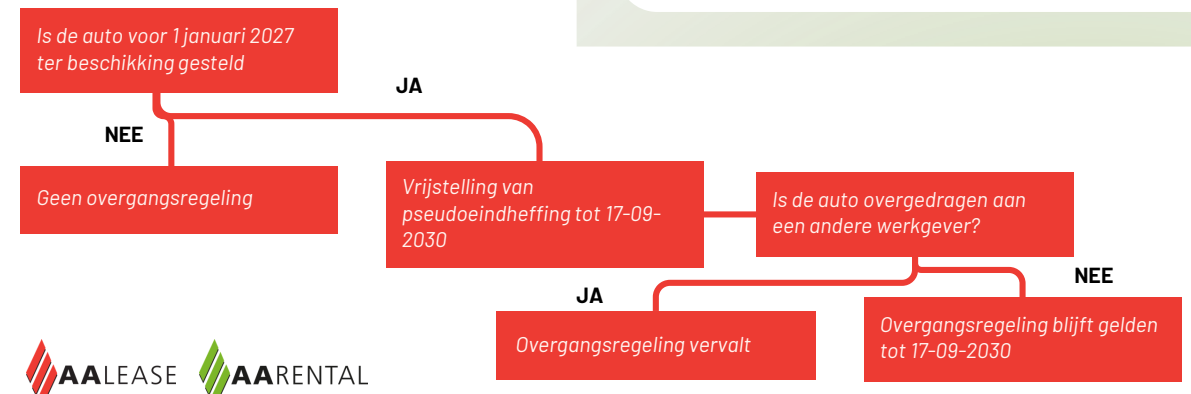 Is de auto voor 1 januari 2027
ter beschikking gesteld
JA
NEE
Geen overgangsregeling
Vrijstelling van
pseudoeindheffing tot 17-09-
2030
Is de auto overgedragen aan
een andere werkgever?
JA
NEE
Overgangsregeling vervalt
Overgangsregeling blijft gelden
tot 17-09-2030
AALEASE AARENTAL